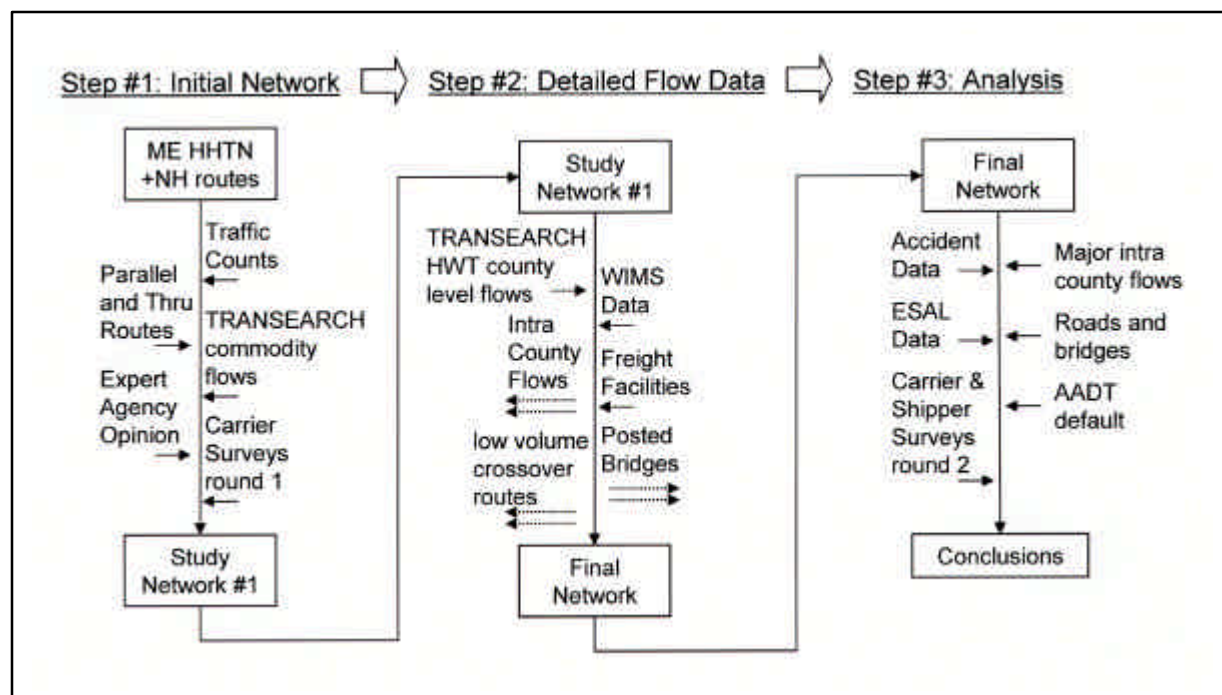 Step #1: Initial Network
Step #2: Detailed Flow Data
Step #3: Analysis
ME HHTN
+NH routes
Traffic
Counts
Parallel
and Thru
Routes
TRANSEARCH
commodity
flows
Expert
Agency
Opinion
Carrier
Surveys
round 1
Study
Network #1
Study
Network #1
TRANSEARCH
HWT county
level flows
WIMS
Data
Intra
County
Flows
Freight
Facilities
low volume
crossover
routes
Posted
Bridges
Final
Network
Final
Network
Accident
Data
Major intra
county flows
ESAL
Data
Roads and
bridges
Carrier &
Shipper
Surveys
round 2
AADT
default
Conclusions